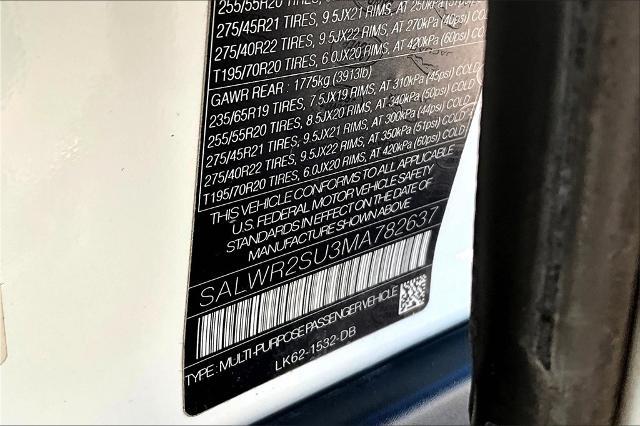 255/55R20 TIRES,
275/45R21 TIRES, 9.5JX21 RIMS, AT 250kPa
275/40R22 TIRES, 9.5JX22 RIMS, AT 270kPa (40psi)
T195/70R20 TIRES, 6.0JX20 RIMS, AT 420kPa (60psi) COLD
GAWR REAR : 1775kg (3913lb)
235/65R19 TIRES, 7.5JX19 RIMS, AT 310kPa (45psi) COLD
255/55R20 TIRES, 8.5JX20 RIMS, AT 340kPa (50psi) COLD
275/45R21 TIRES, 9.5JX21 RIMS, AT 300kPa (44psi) COLD
275/40R22 TIRES, 9.5JX22 RIMS, AT 350kPa (51psi) COLD
T195/70R20 TIRES, 6.0JX20 RIMS, AT 420kPa (60psi) COLD
THIS VEHICLE CONFORMS TO ALL APPLICABLE
U.S. FEDERAL MOTOR VEHICLE SAFETY
STANDARDS IN EFFECT ON THE DATE OF
MANUFACTURE SHOWN ABOVE
SALWR2SU3MA782637
TYPE : MULTI-PURPOSE PASSENGER VEHICLE
LK62-1532-DB